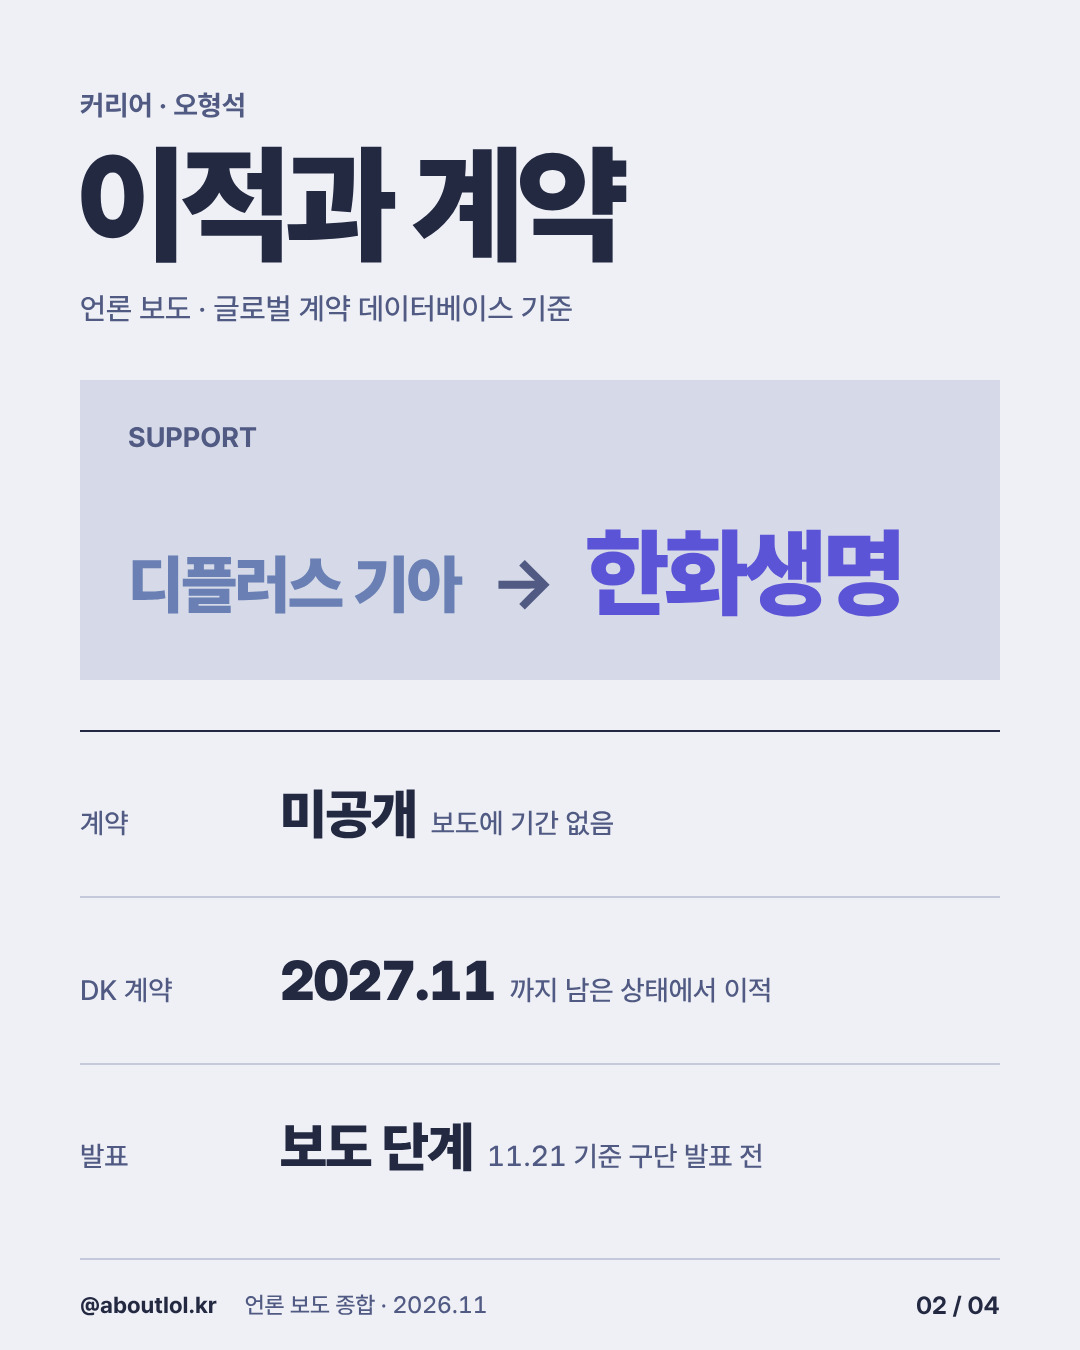 커리어 · 오형석
이적과 계약
언론 보도 · 글로벌 계약 데이터베이스 기준
SUPPORT
디플러스 기아 → 한화생명
계약 미공개 보도에 기간 없음
DK 계약 2027.11 까지 남은 상태에서 이적
발표 보도 단계 11.21 기준 구단 발표 전
@aboutlol.kr 언론 보도 종합 · 2026.11 02 / 04